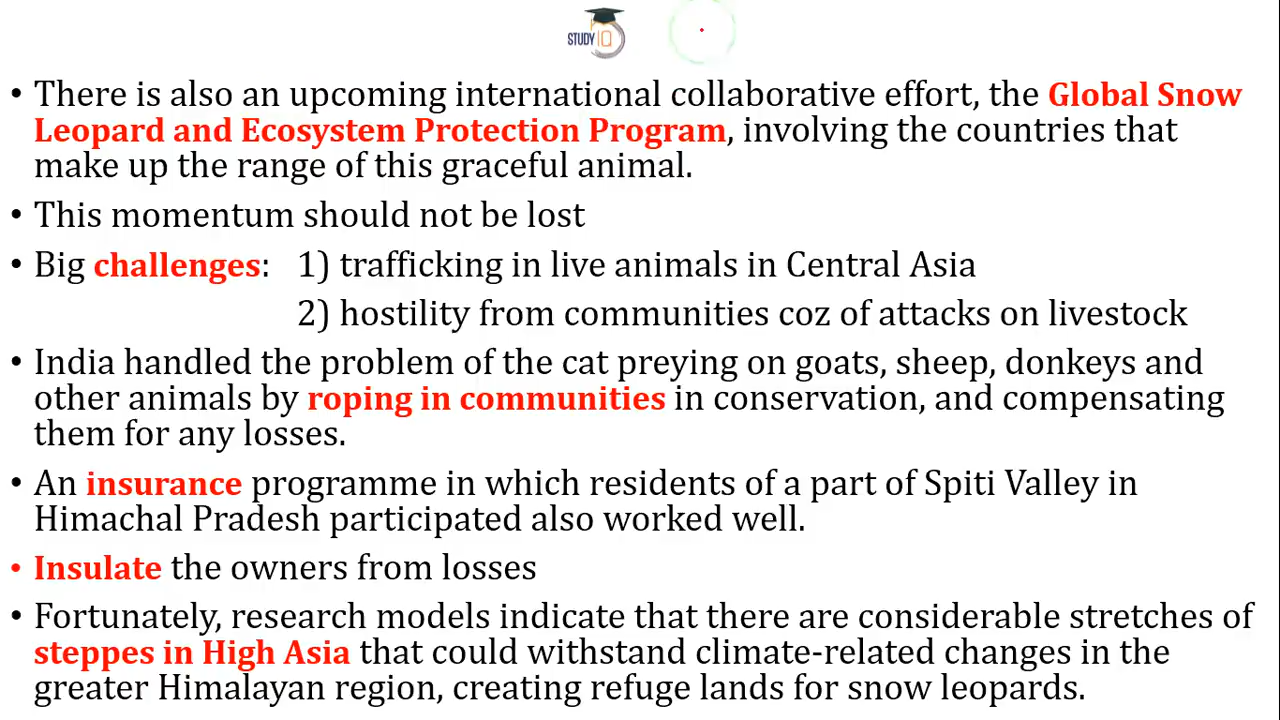 STUDY IQ
• There is also an upcoming international collaborative effort, the Global Snow
Leopard and Ecosystem Protection Program, involving the countries that
make up the range of this graceful animal.
• This momentum should not be lost
• Big challenges: 1) trafficking in live animals in Central Asia
2) hostility from communities coz of attacks on livestock
• India handled the problem of the cat preying on goats, sheep, donkeys and
other animals by roping in communities in conservation, and compensating
them for any losses.
• An insurance programme in which residents of a part of Spiti Valley in
Himachal Pradesh participated also worked well.
• Insulate the owners from losses
• Fortunately, research models indicate that there are considerable stretches of
steppes in High Asia that could withstand climate-related changes in the
greater Himalayan region, creating refuge lands for snow leopards.